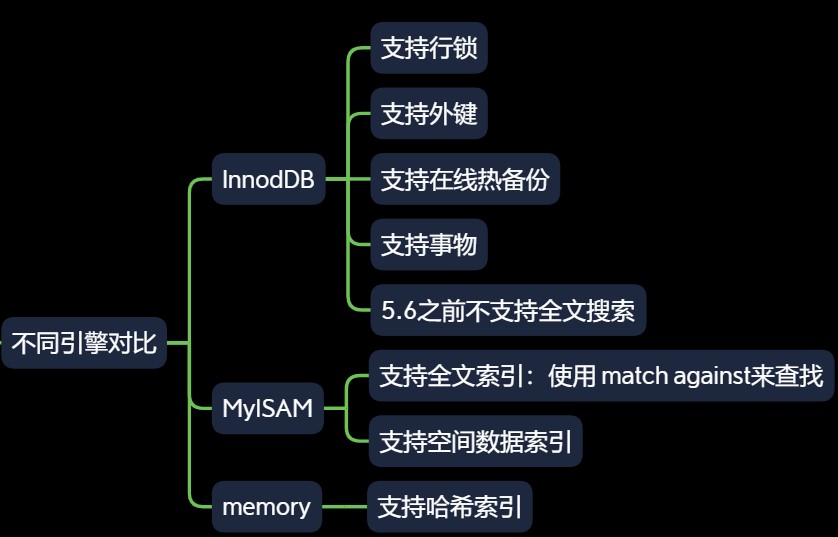 不同引擎对比
InnodDB
支持行锁
支持外键
支持在线热备份
支持事物
5.6之前不支持全文搜索
MyISAM
支持全文索引：使用 match against来查找
支持空间数据索引
memory
支持哈希索引